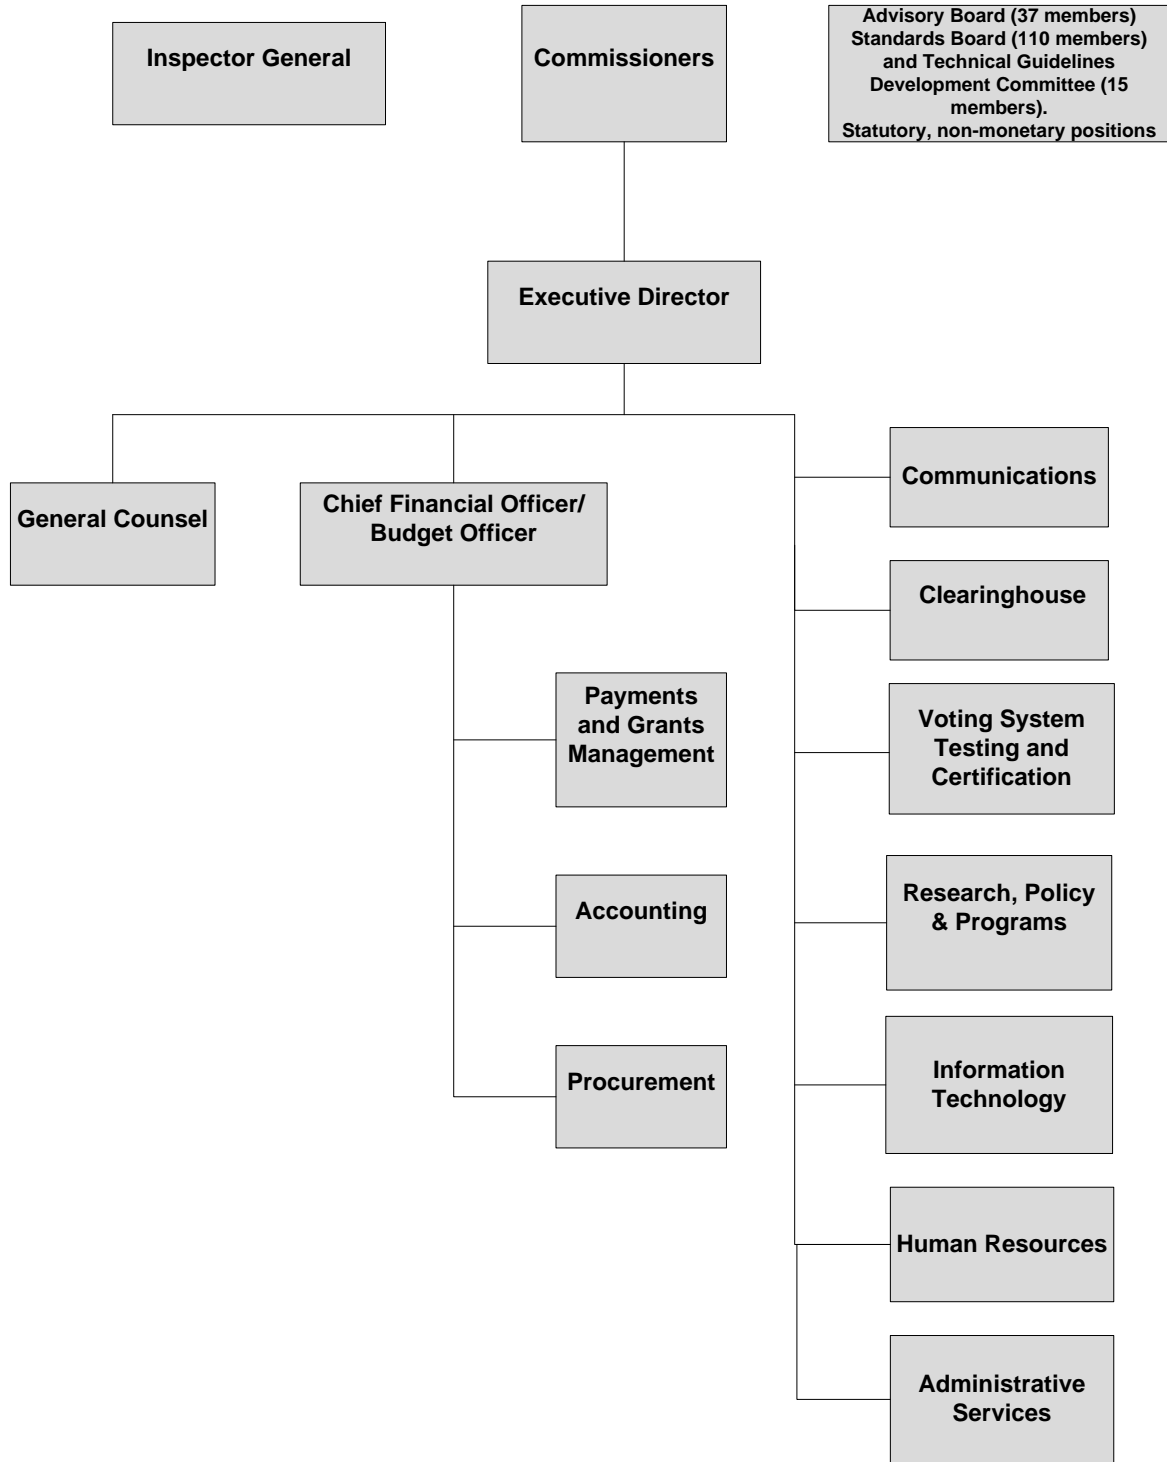 Inspector General
Commissioners
Advisory Board (37 members)
Standards Board (110 members)
and Technical Guidelines
Development Committee (15
members).
Statutory, non-monetary positions
Executive Director
General Counsel
Chief Financial Officer/
Budget Officer
Payments
and Grants
Management
Accounting
Procurement
Communications
Clearinghouse
Voting System
Testing and
Certification
Research, Policy
& Programs
Information
Technology
Human Resources
Administrative
Services